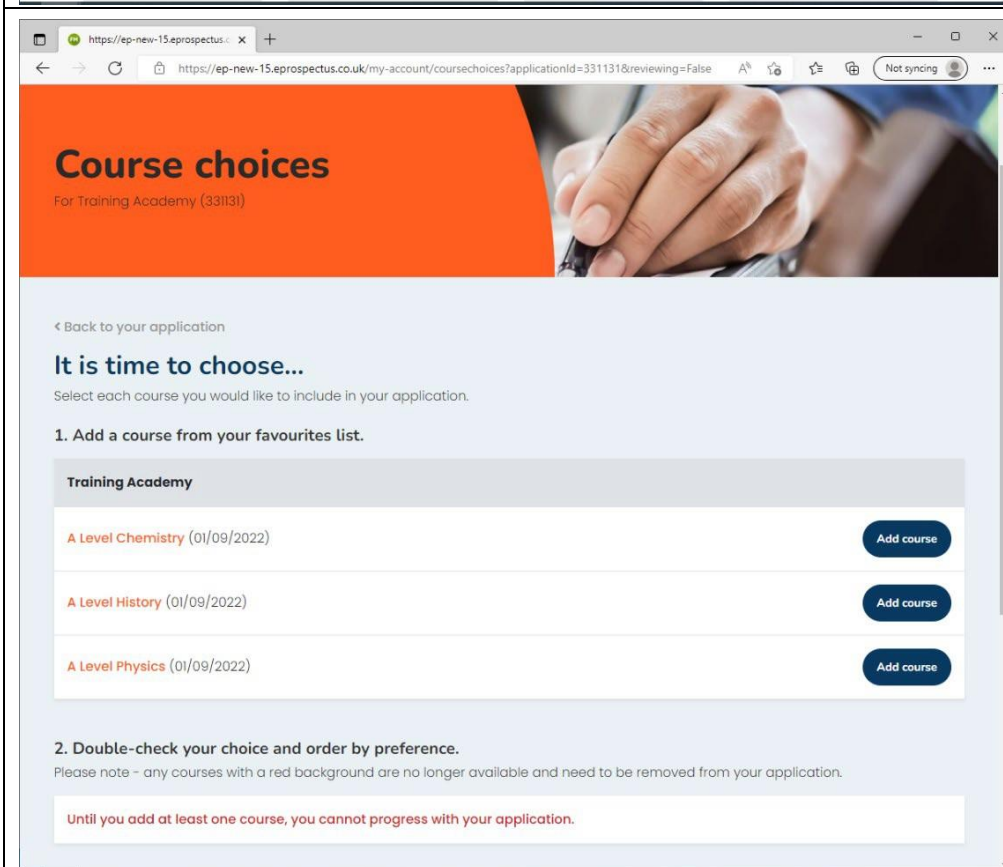 https://ep-new-15.eprospectus.c
https://ep-new-15.eprospectus.co.uk/my-account/coursechoices?applicationId=331131&reviewing=False
Not syncing
Course choices
For Training Academy (331131)
Back to your application
It is time to choose...
Select each course you would like to include in your application.
1. Add a course from your favourites list.
Training Academy
A Level Chemistry (01/09/2022) Add course
A Level History (01/09/2022) Add course
A Level Physics (01/09/2022) Add course
2. Double-check your choice and order by preference.
Please note - any courses with a red background are no longer available and need to be removed from your application.
Until you add at least one course, you cannot progress with your application.